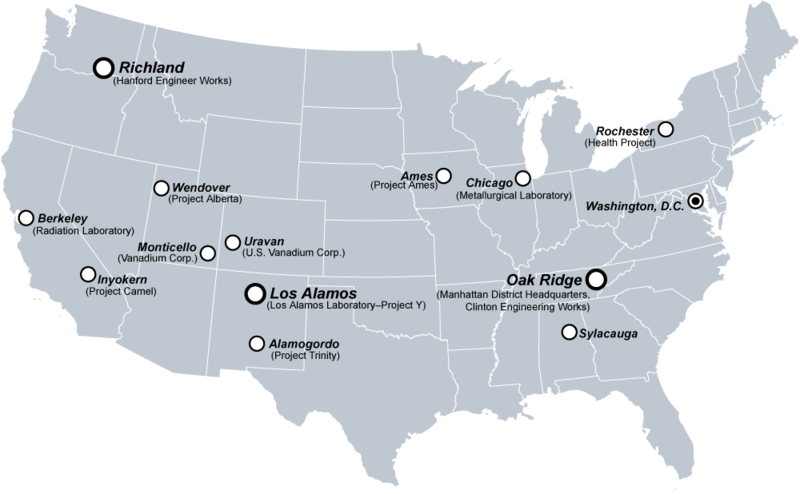 Richland
(Hanford Engineer Works)
Rochester
(Health Project)
Ames
(Project Ames)
Chicago
(Metallurgical Laboratory)
Wendover
(Project Alberta)
Washington, D.C.
Berkeley
(Radiation Laboratory)
Monticello
(Vanadium Corp.)
Uravan
(U.S. Vanadium Corp.)
Inyokern
(Project Camel)
Oak Ridge
(Manhattan District Headquarters,
Clinton Engineering Works)
Los Alamos
(Los Alamos Laboratory–Project Y)
Sylacauga
Alamogordo
(Project Trinity)